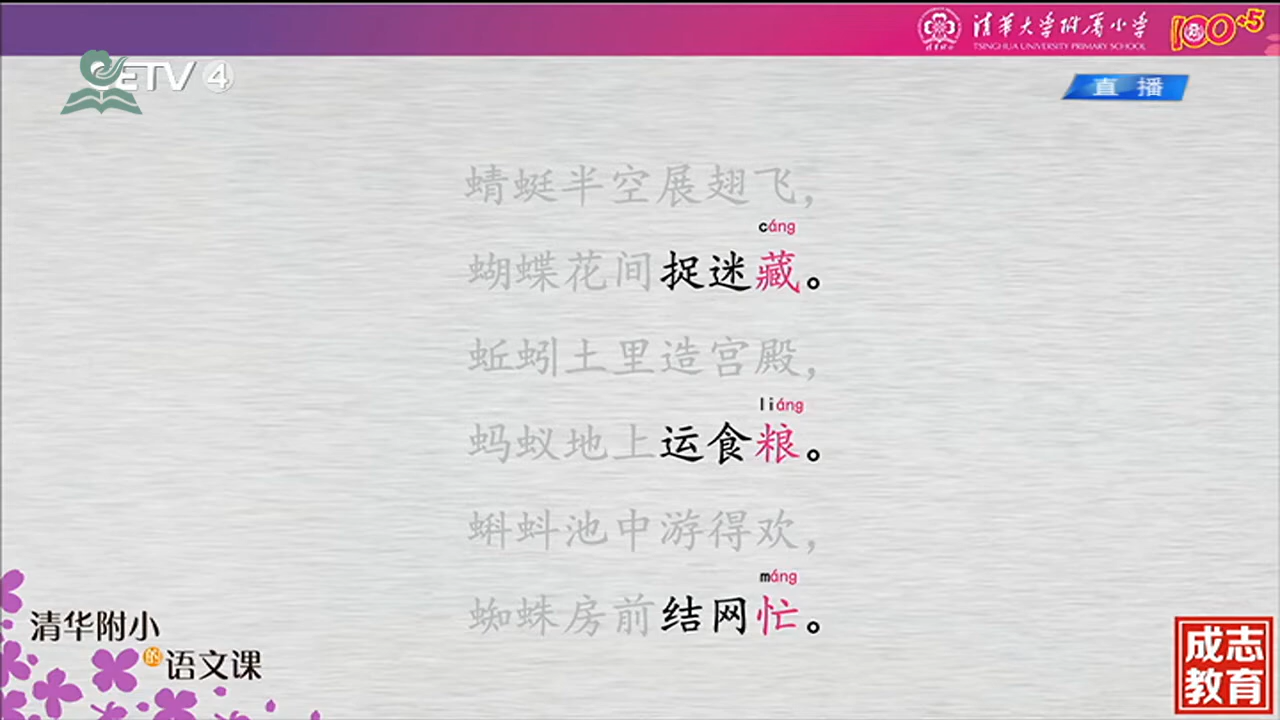 清华大学附属小学
TSINGHUA UNIVERSITY PRIMARY SCHOOL
100+5
CETV 4
直播
蜻蜓半空展翅飞，
cáng
蝴蝶花间捉迷藏。
蚯蚓土里造宫殿，
liáng
蚂蚁地上运食粮。
蝌蚪池中游得欢，
máng
蜘蛛房前结网忙。
清华附小
的语文课
成志
教育